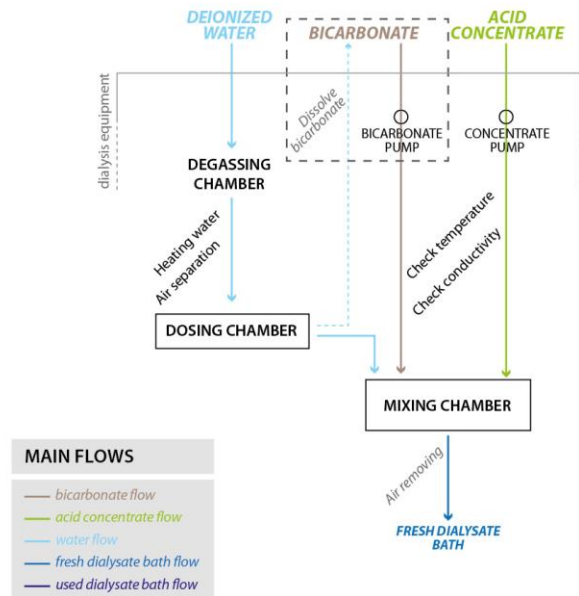 DEIONIZED
WATER
BICARBONATE
ACID
CONCENTRATE
dialysis equipment
Dissolve
bicarbonate
BICARBONATE
PUMP
CONCENTRATE
PUMP
DEGASSING
CHAMBER
Heating water
Air separation
Check temperature
Check conductivity
DOSING CHAMBER
MIXING CHAMBER
Air removing
FRESH DIALYSATE
BATH
MAIN FLOWS
bicarbonate flow
acid concentrate flow
water flow
fresh dialysate bath flow
used dialysate bath flow